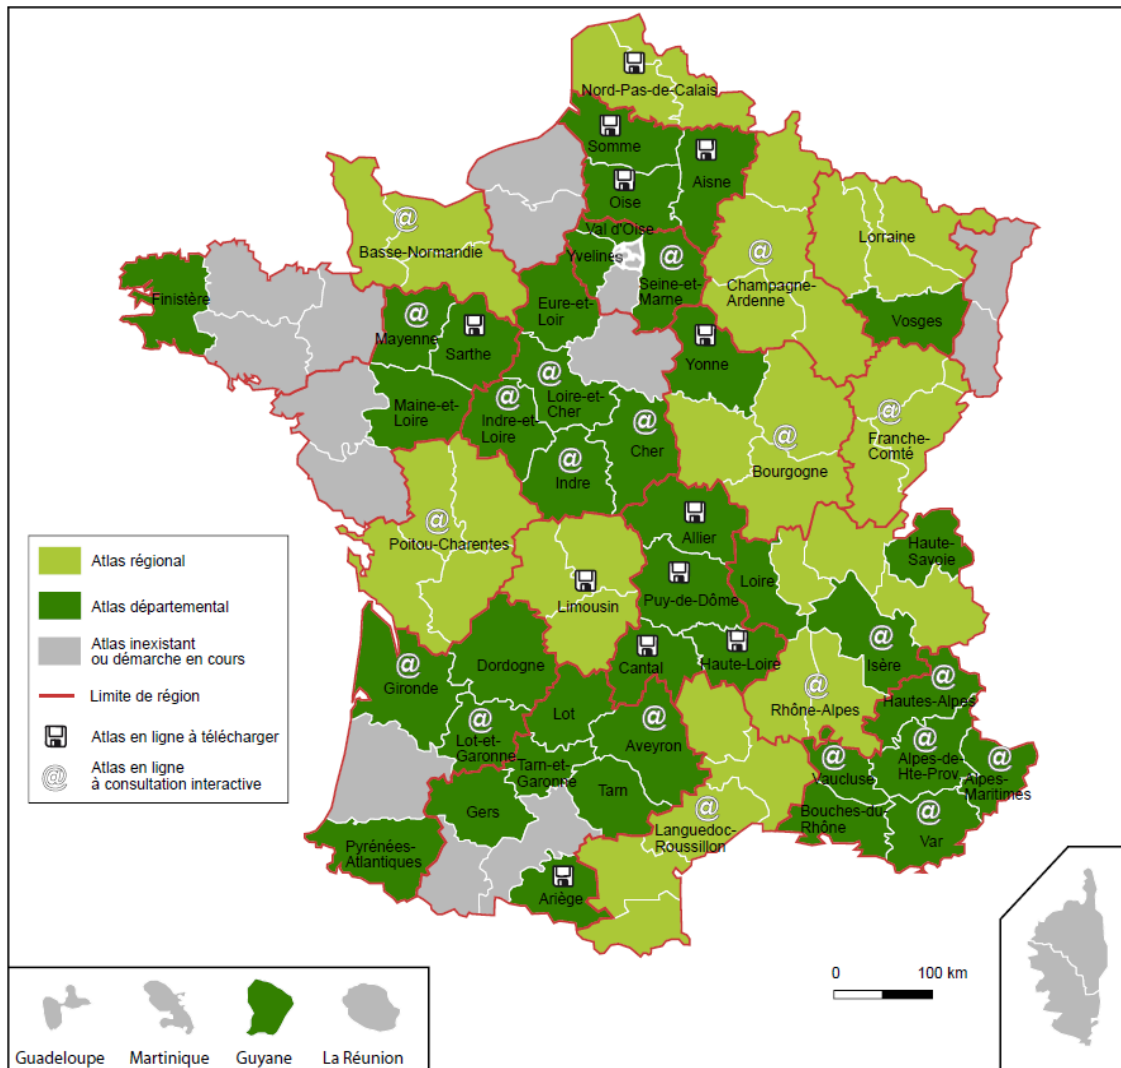 Nord-Pas-de-Calais
Somme
Aisne
Oise
Val d'Oise
Basse-Normandie
Yvelines
Lorraine
Seine-et-
Marne
Champagne-
Ardenne
Finistère
Eure-et-
Loir
Vosges
Mayenne
Sarthe
Yonne
Maine-et-
Loire
Indre-et-
Loire
Loire-et-
Cher
Cher
Indre
Bourgogne
Franche-
Comté
Poitou-Charentes
Allier
Haute-
Savoie
Limousin
Puy-de-Dôme
Loire
Dordogne
Cantal
Haute-Loire
Isère
Gironde
Rhône-Alpes
Hautes-Alpes
Lot
Lot-et-
Garonne
Aveyron
Tarn-et-
Garonne
Tarn
Vaucluse
Alpes-de-
Hte-Prov.
Alpes-
Maritimes
Gers
Bouches-du-
Rhône
Var
Languedoc-
Roussillon
Pyrénées-
Atlantiques
Ariège
Atlas régional
Atlas départemental
Atlas inexistant
ou démarche en cours
Limite de région
Atlas en ligne à télécharger
@ Atlas en ligne
à consultation interactive
0 100 km
Guadeloupe
Martinique
Guyane
La Réunion